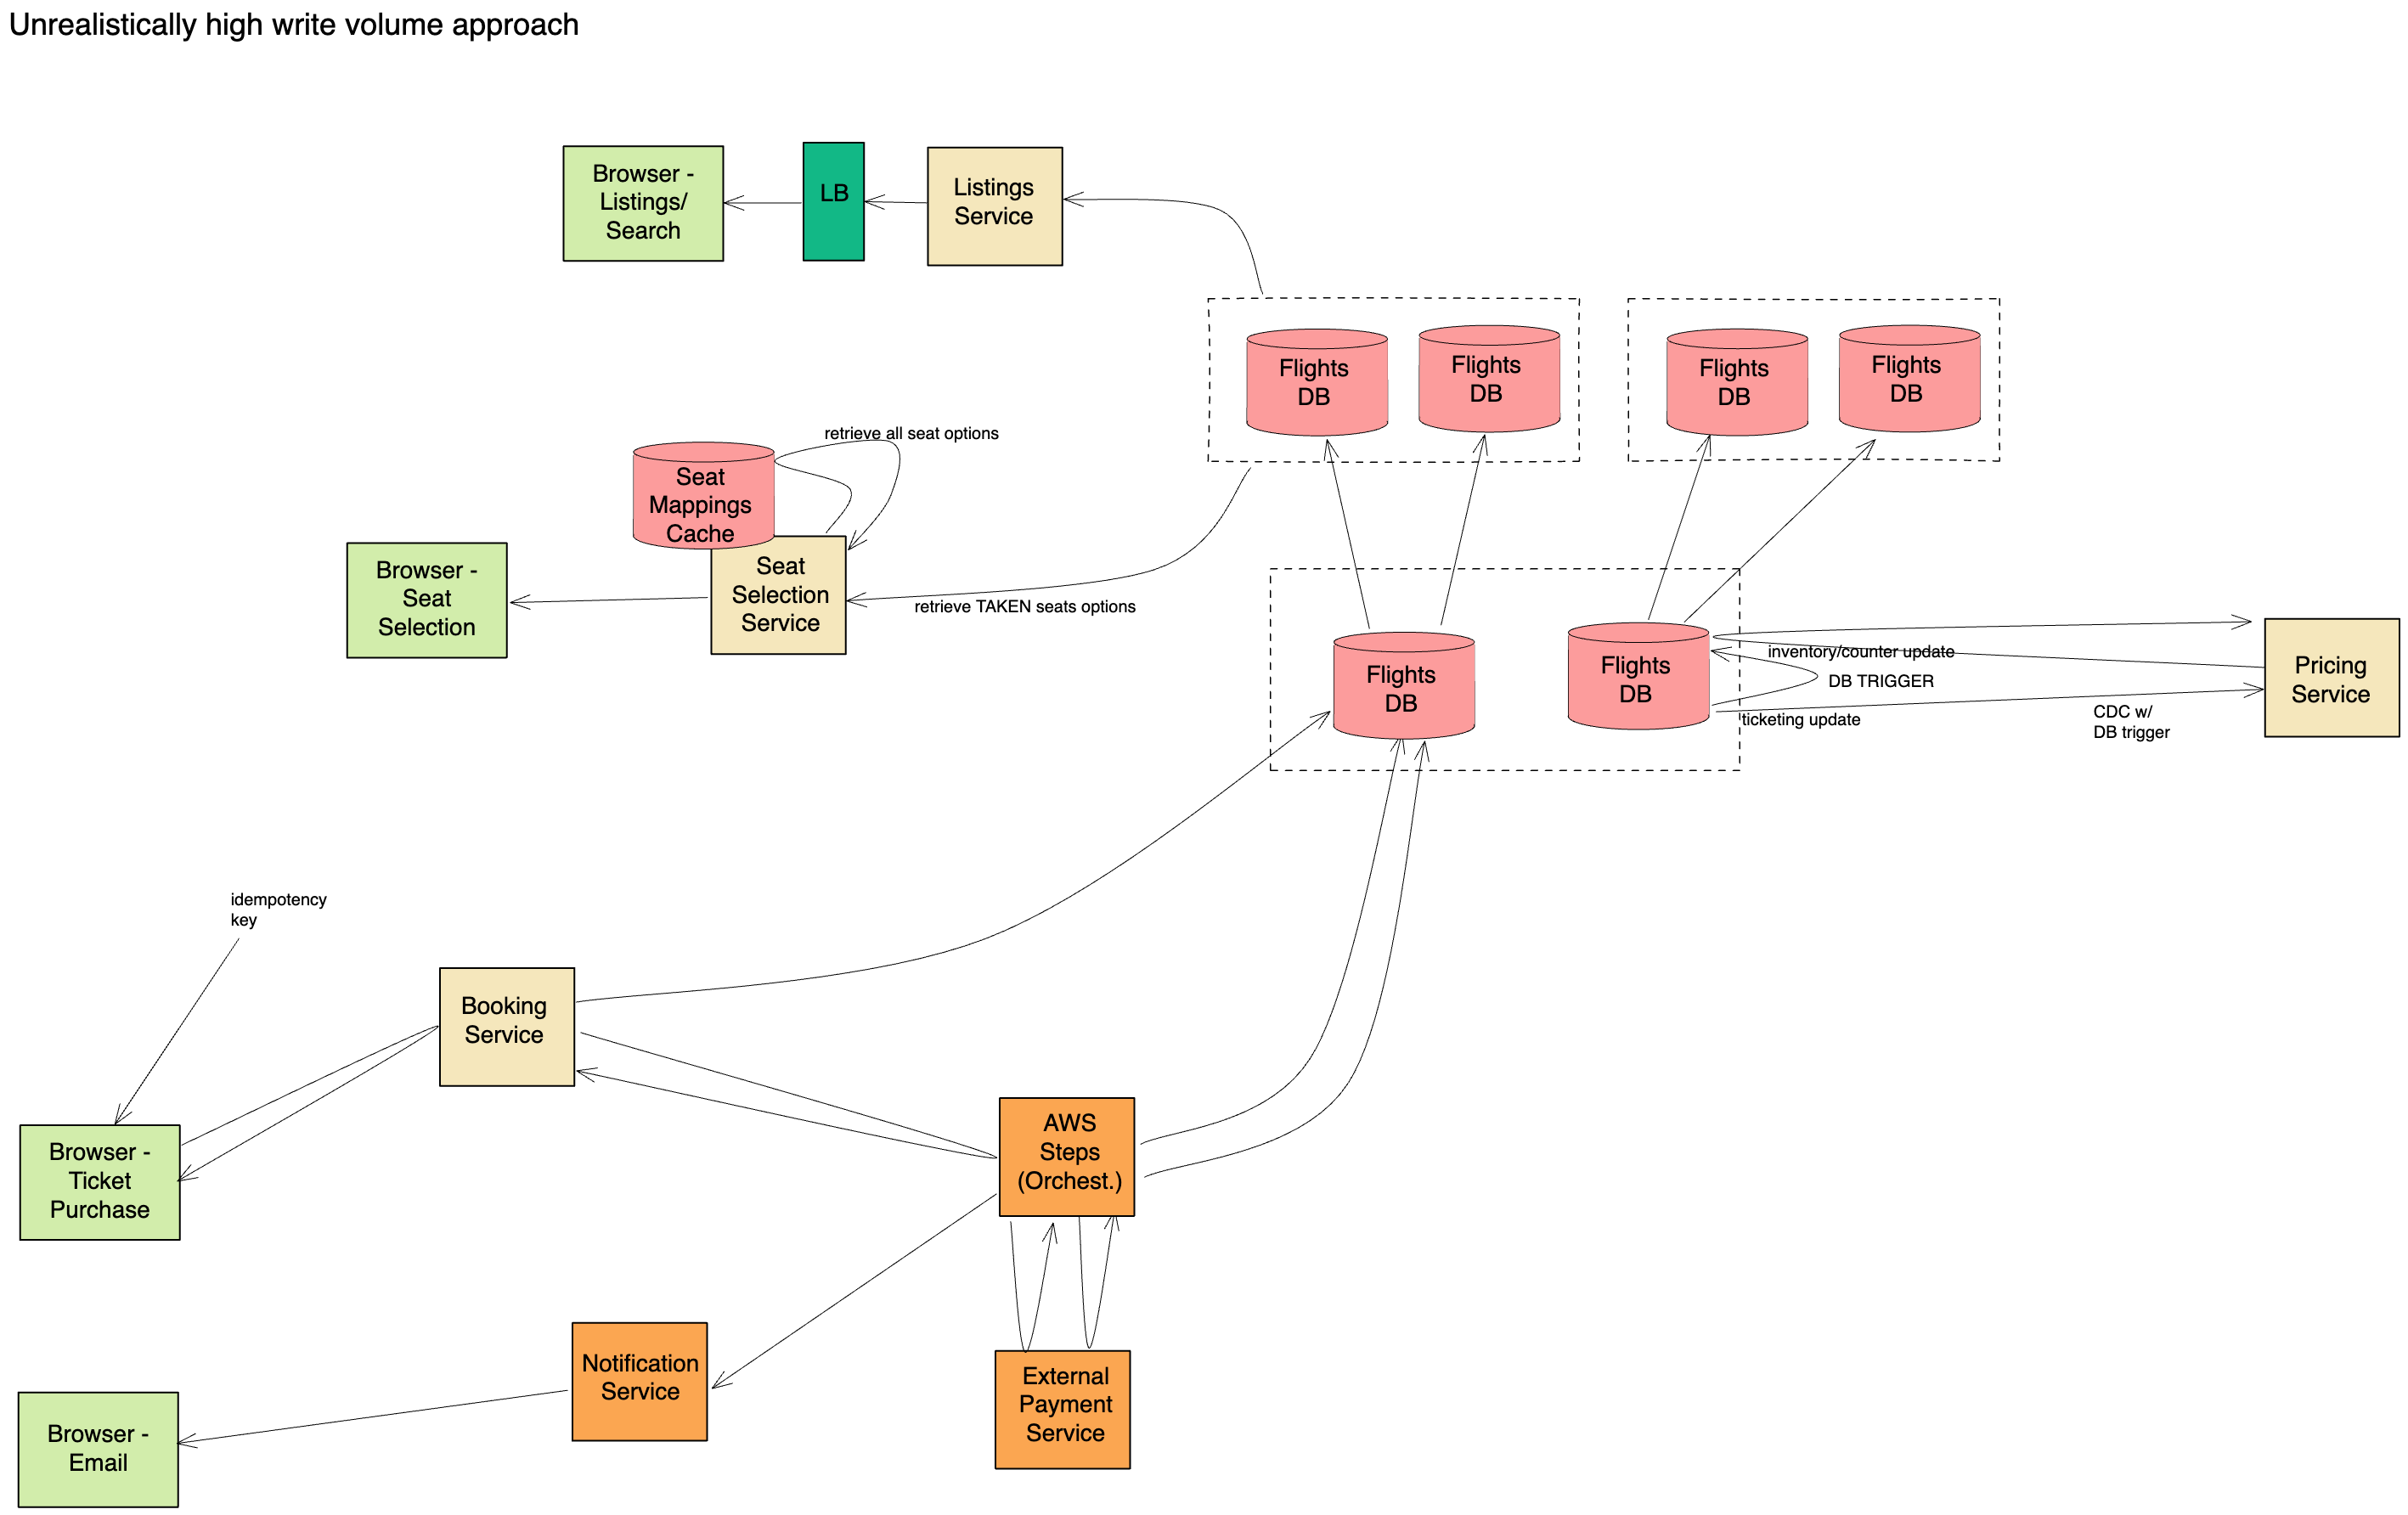 Unrealistically high write volume approach
Browser -
Listings/
Search
LB
Listings
Service
Flights
DB
Flights
DB
Flights
DB
Flights
DB
retrieve all seat options
Seat
Mappings
Cache
Browser -
Seat
Selection
Seat
Selection
Service
retrieve TAKEN seats options
Flights
DB
Flights
DB
inventory/counter update
DB TRIGGER
ticketing update
CDC w/
DB trigger
Pricing
Service
idempotency
key
Booking
Service
Browser -
Ticket
Purchase
AWS
Steps
(Orchest.)
Notification
Service
External
Payment
Service
Browser -
Email